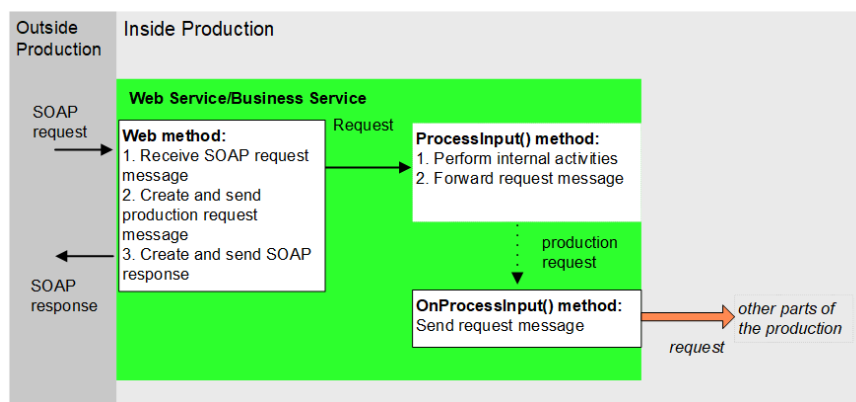 Outside
Production
Inside Production
Web Service/Business Service
SOAP
request
Web method:
1. Receive SOAP request
message
2. Create and send
production request
message
3. Create and send SOAP
response
Request
ProcessInput() method:
1. Perform internal activities
2. Forward request message
production
request
SOAP
response
OnProcessInput() method:
Send request message
request
other parts of
the production